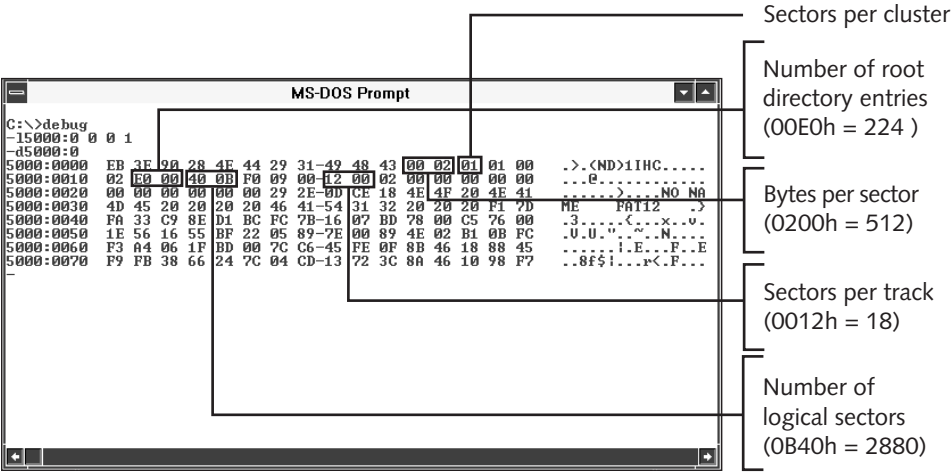 Sectors per cluster
Number of root
directory entries
(00E0h = 224 )
Bytes per sector
(0200h = 512)
Sectors per track
(0012h = 18)
Number of
logical sectors
(0B40h = 2880)
MS-DOS Prompt
C:\>debug
-l5000:0 0 0 1
-d5000:0
5000:0000 EB 3E 90 28 4E 44 29 31-49 48 43 00 02 01 01 00 .>.(ND)1IHC.....
5000:0010 02 E0 00 40 0B F0 09 00-12 00 02 00 00 00 00 00 ...@............
5000:0020 00 00 00 00 00 00 29 2E-0D CE 18 4E 4F 20 4E 41 ......)....NO NA
5000:0030 4D 45 20 20 20 20 46 41-54 31 32 20 20 20 F1 7D ME    FAT12   .}
5000:0040 FA 33 C9 8E D1 BC FC 7B-16 07 BD 78 00 C5 76 00 .3.....{...x..v.
5000:0050 1E 56 16 55 BF 22 05 89-7E 00 89 4E 02 B1 0B FC .V.U."..~..N....
5000:0060 F3 A4 06 1F BD 00 7C C6-45 FE 0F 8B 46 18 88 45 ......|.E...F..E
5000:0070 F9 FB 38 66 24 7C 04 CD-13 72 3C 8A 46 10 98 F7 ..8f$|...r<.F...
-